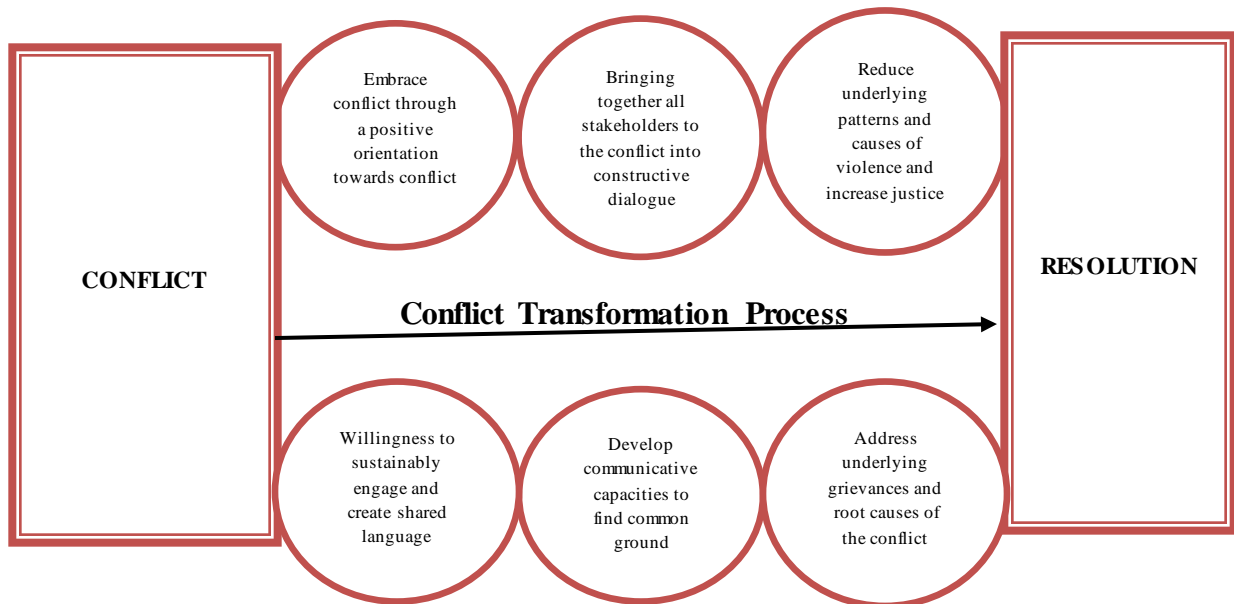 CONFLICT
Embrace
conflict through
a positive
orientation
towards conflict
Bringing
together all
stakeholders to
the conflict into
constructive
dialogue
Reduce
underlying
patterns and
causes of
violence and
increase justice
Conflict Transformation Process
Willingness to
sustainably
engage and
create shared
language
Develop
communicative
capacities to
find common
ground
Address
underlying
grievances and
root causes of
the conflict
RESOLUTION